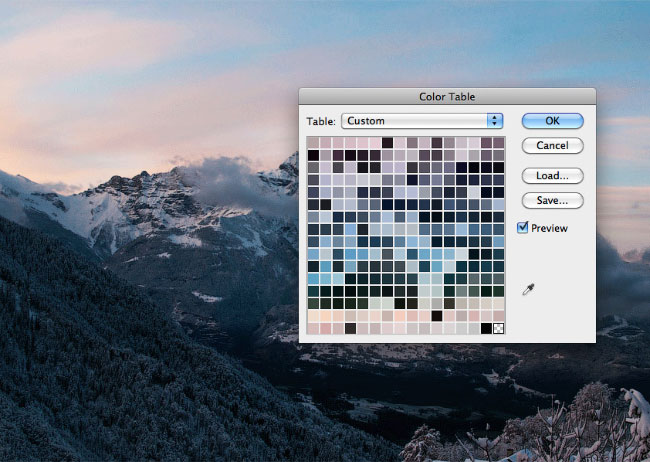 Color Table
Table: Custom
OK
Cancel
Load...
Save...
Preview